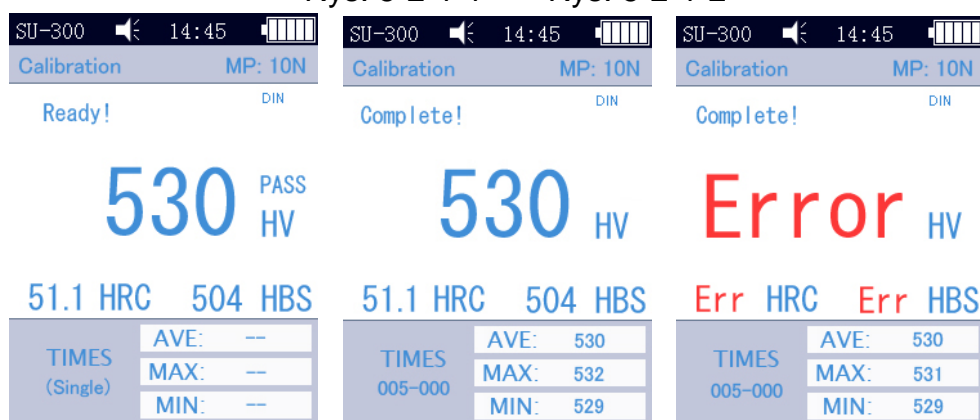 Rys. Rys.
SU-300 14:45
Calibration MP: 10N
DIN
Ready!
530 PASS HV
51.1 HRC 504 HBS
TIMES
(Single)
AVE: --
MAX: --
MIN: --
SU-300 14:45
Calibration MP: 10N
DIN
Complete!
530 HV
51.1 HRC 504 HBS
TIMES
005-000
AVE: 530
MAX: 532
MIN: 529
SU-300 14:45
Calibration MP: 10N
DIN
Complete!
Error HV
Err HRC Err HBS
TIMES
005-000
AVE: 530
MAX: 531
MIN: 529